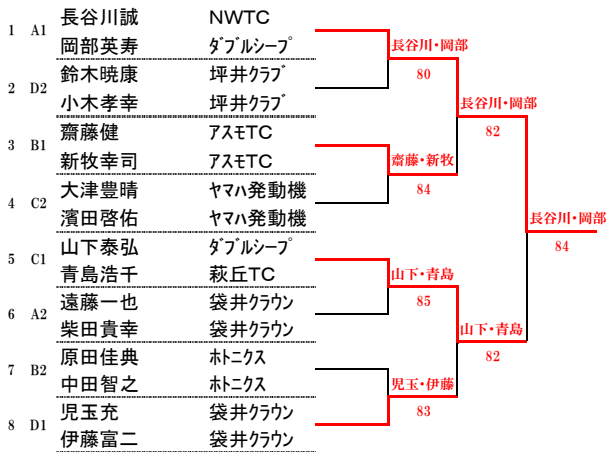 長谷川誠 NWTC
1 A1
岡部英寿 ﾀﾞﾌﾞﾙｼｰﾌﾟ
長谷川・岡部
鈴木暁康 坪井ｸﾗﾌﾞ
80
2 D2
小木孝幸 坪井ｸﾗﾌﾞ
長谷川・岡部
齋藤健 ｱｽﾓTC
82
3 B1
新牧幸司 ｱｽﾓTC
齋藤・新牧
大津豊晴 ﾔﾏﾊ発動機
84
4 C2
濱田啓佑 ﾔﾏﾊ発動機
長谷川・岡部
山下泰弘 ﾀﾞﾌﾞﾙｼｰﾌﾟ
84
5 C1
青島浩千 萩丘TC
山下・青島
遠藤一也 袋井ｸﾗｳﾝ
85
6 A2
柴田貴幸 袋井ｸﾗｳﾝ
山下・青島
原田佳典 ﾎﾄﾆｸｽ
82
7 B2
中田智之 ﾎﾄﾆｸｽ
児玉・伊藤
児玉充 袋井ｸﾗｳﾝ
83
8 D1
伊藤富二 袋井ｸﾗｳﾝ